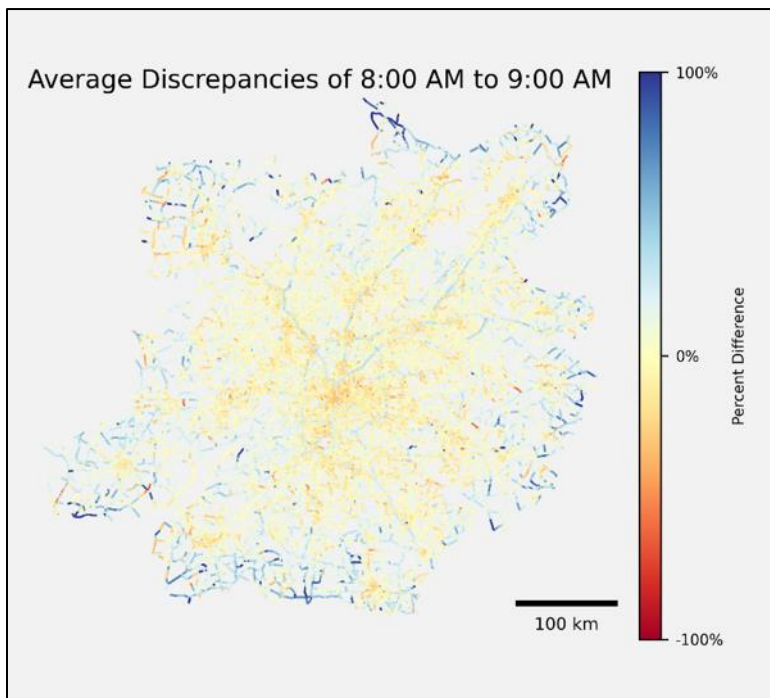 Average Discrepancies of 8:00 AM to 9:00 AM
100%
0%
-100%
Percent Difference
100 km